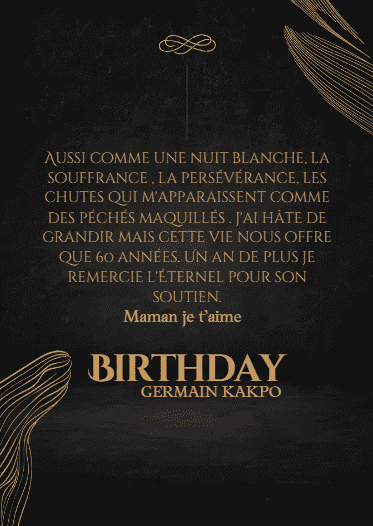 Aussi comme une nuit blanche, la
souffrance , la persévérance, les
chutes qui m'apparaissent comme
des péchés maquillés . J'ai hâte de
grandir mais cette vie nous offre
que 60 années. Un an de plus je
remercie l'Éternel pour son
soutien.
Maman je t'aime
BIRTHDAY
GERMAIN KAKPO